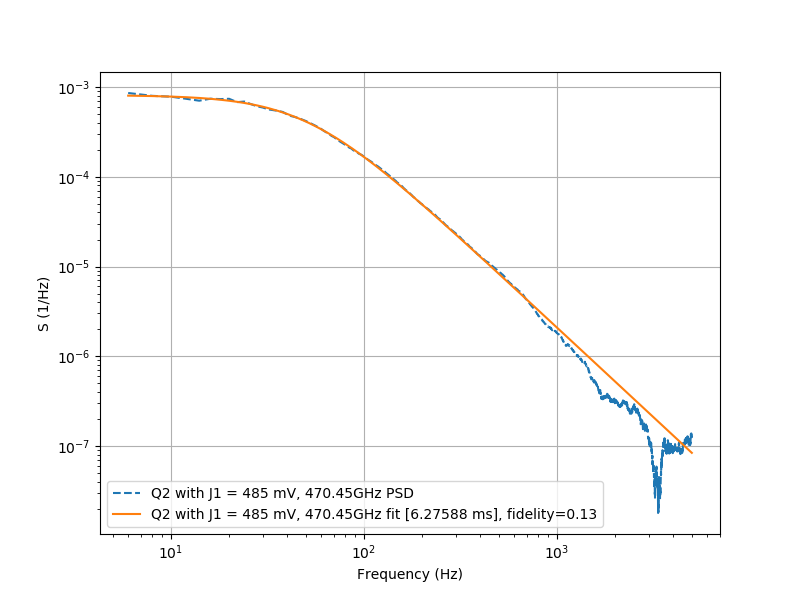 10⁻³
10⁻⁴
10⁻⁵
10⁻⁶
10⁻⁷
S (1/Hz)
Q2 with J1 = 485 mV, 470.45GHz PSD
Q2 with J1 = 485 mV, 470.45GHz fit [6.27588 ms], fidelity=0.13
10¹ 10² 10³
Frequency (Hz)